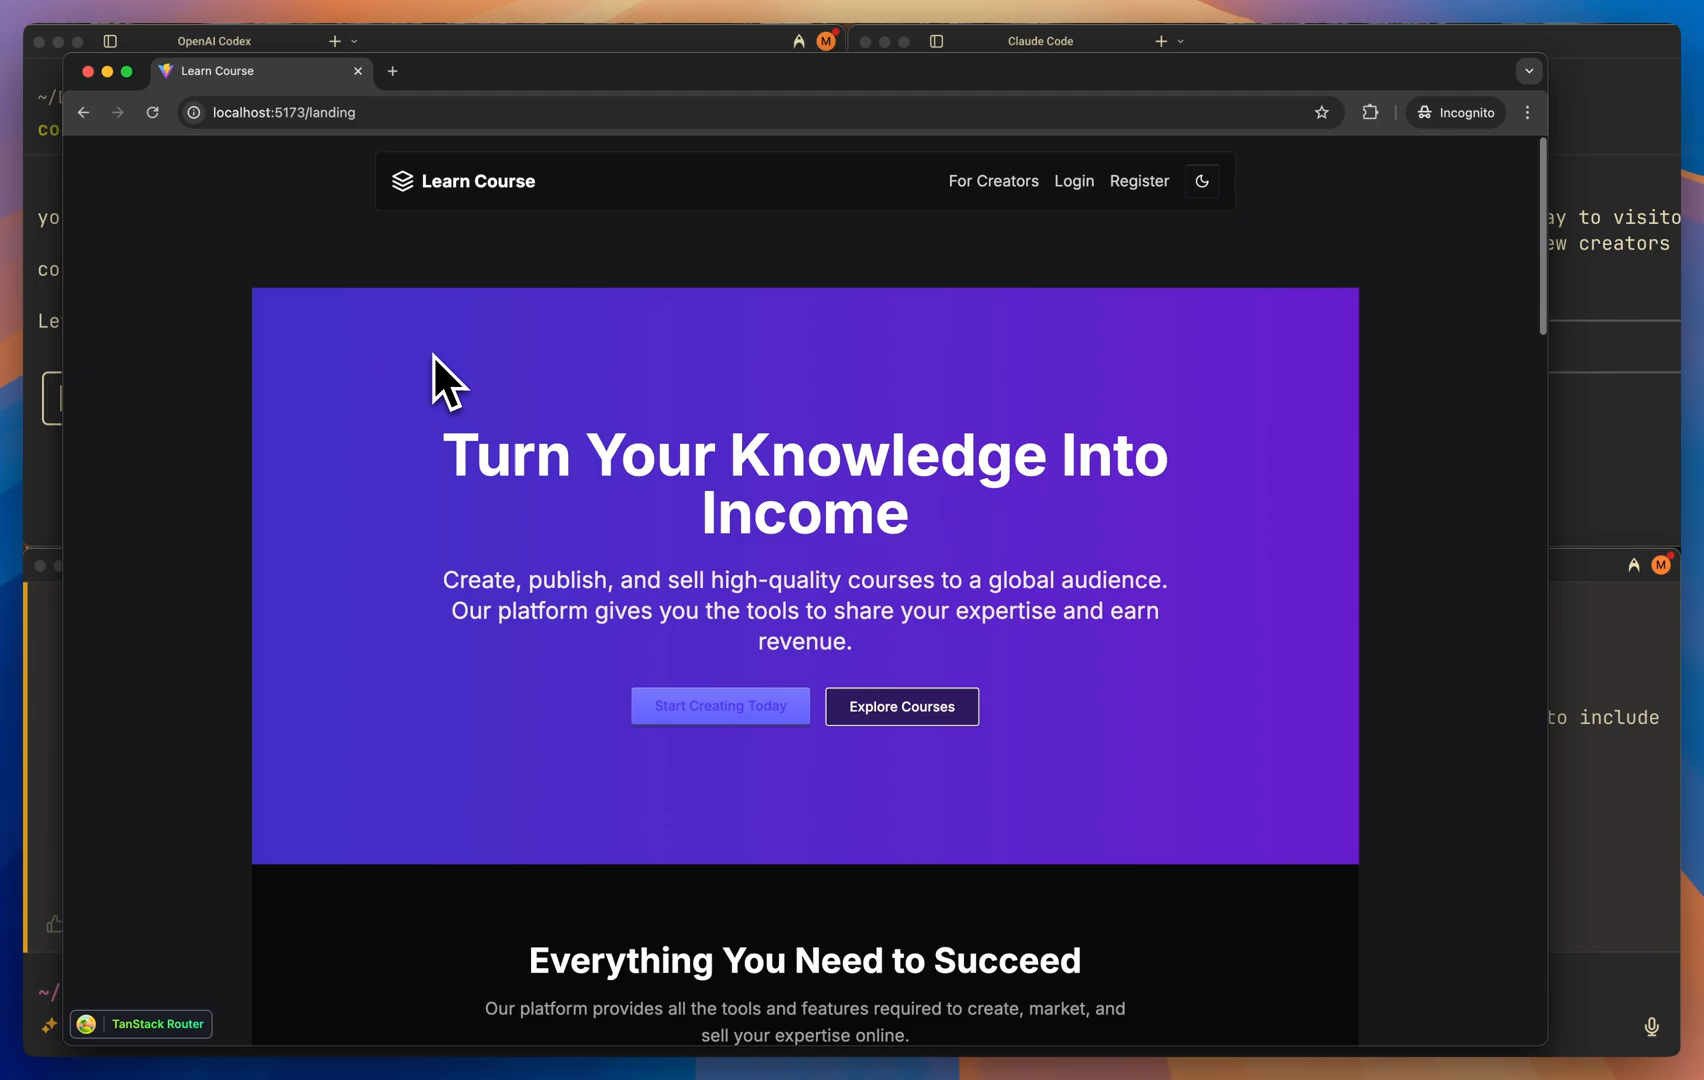 OpenAI Codex
M
Claude Code
Learn Course
localhost:5173/landing
Incognito
Learn Course
For Creators
Login
Register
Turn Your Knowledge Into
Income
Create, publish, and sell high-quality courses to a global audience.
Our platform gives you the tools to share your expertise and earn
revenue.
Start Creating Today
Explore Courses
Everything You Need to Succeed
Our platform provides all the tools and features required to create, market, and
sell your expertise online.
TanStack Router
~/
co
yo
co
Le
~/
to visito
creators
M
to include